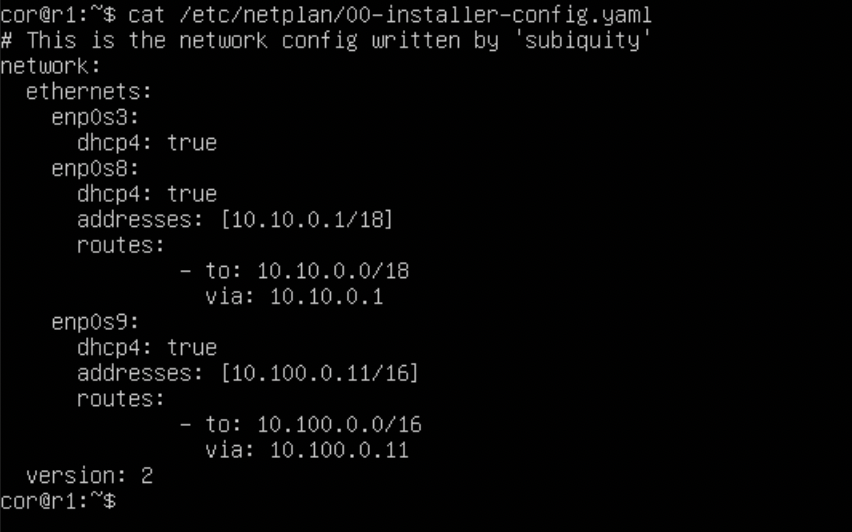 cor@r1:~$ cat /etc/netplan/00-installer-config.yaml
# This is the network config written by 'subiquity'
network:
  ethernets:
    enp0s3:
      dhcp4: true
    enp0s8:
      dhcp4: true
      addresses: [10.10.0.1/18]
      routes:
              - to: 10.10.0.0/18
                via: 10.10.0.1
    enp0s9:
      dhcp4: true
      addresses: [10.100.0.11/16]
      routes:
              - to: 10.100.0.0/16
                via: 10.100.0.11
  version: 2
cor@r1:~$